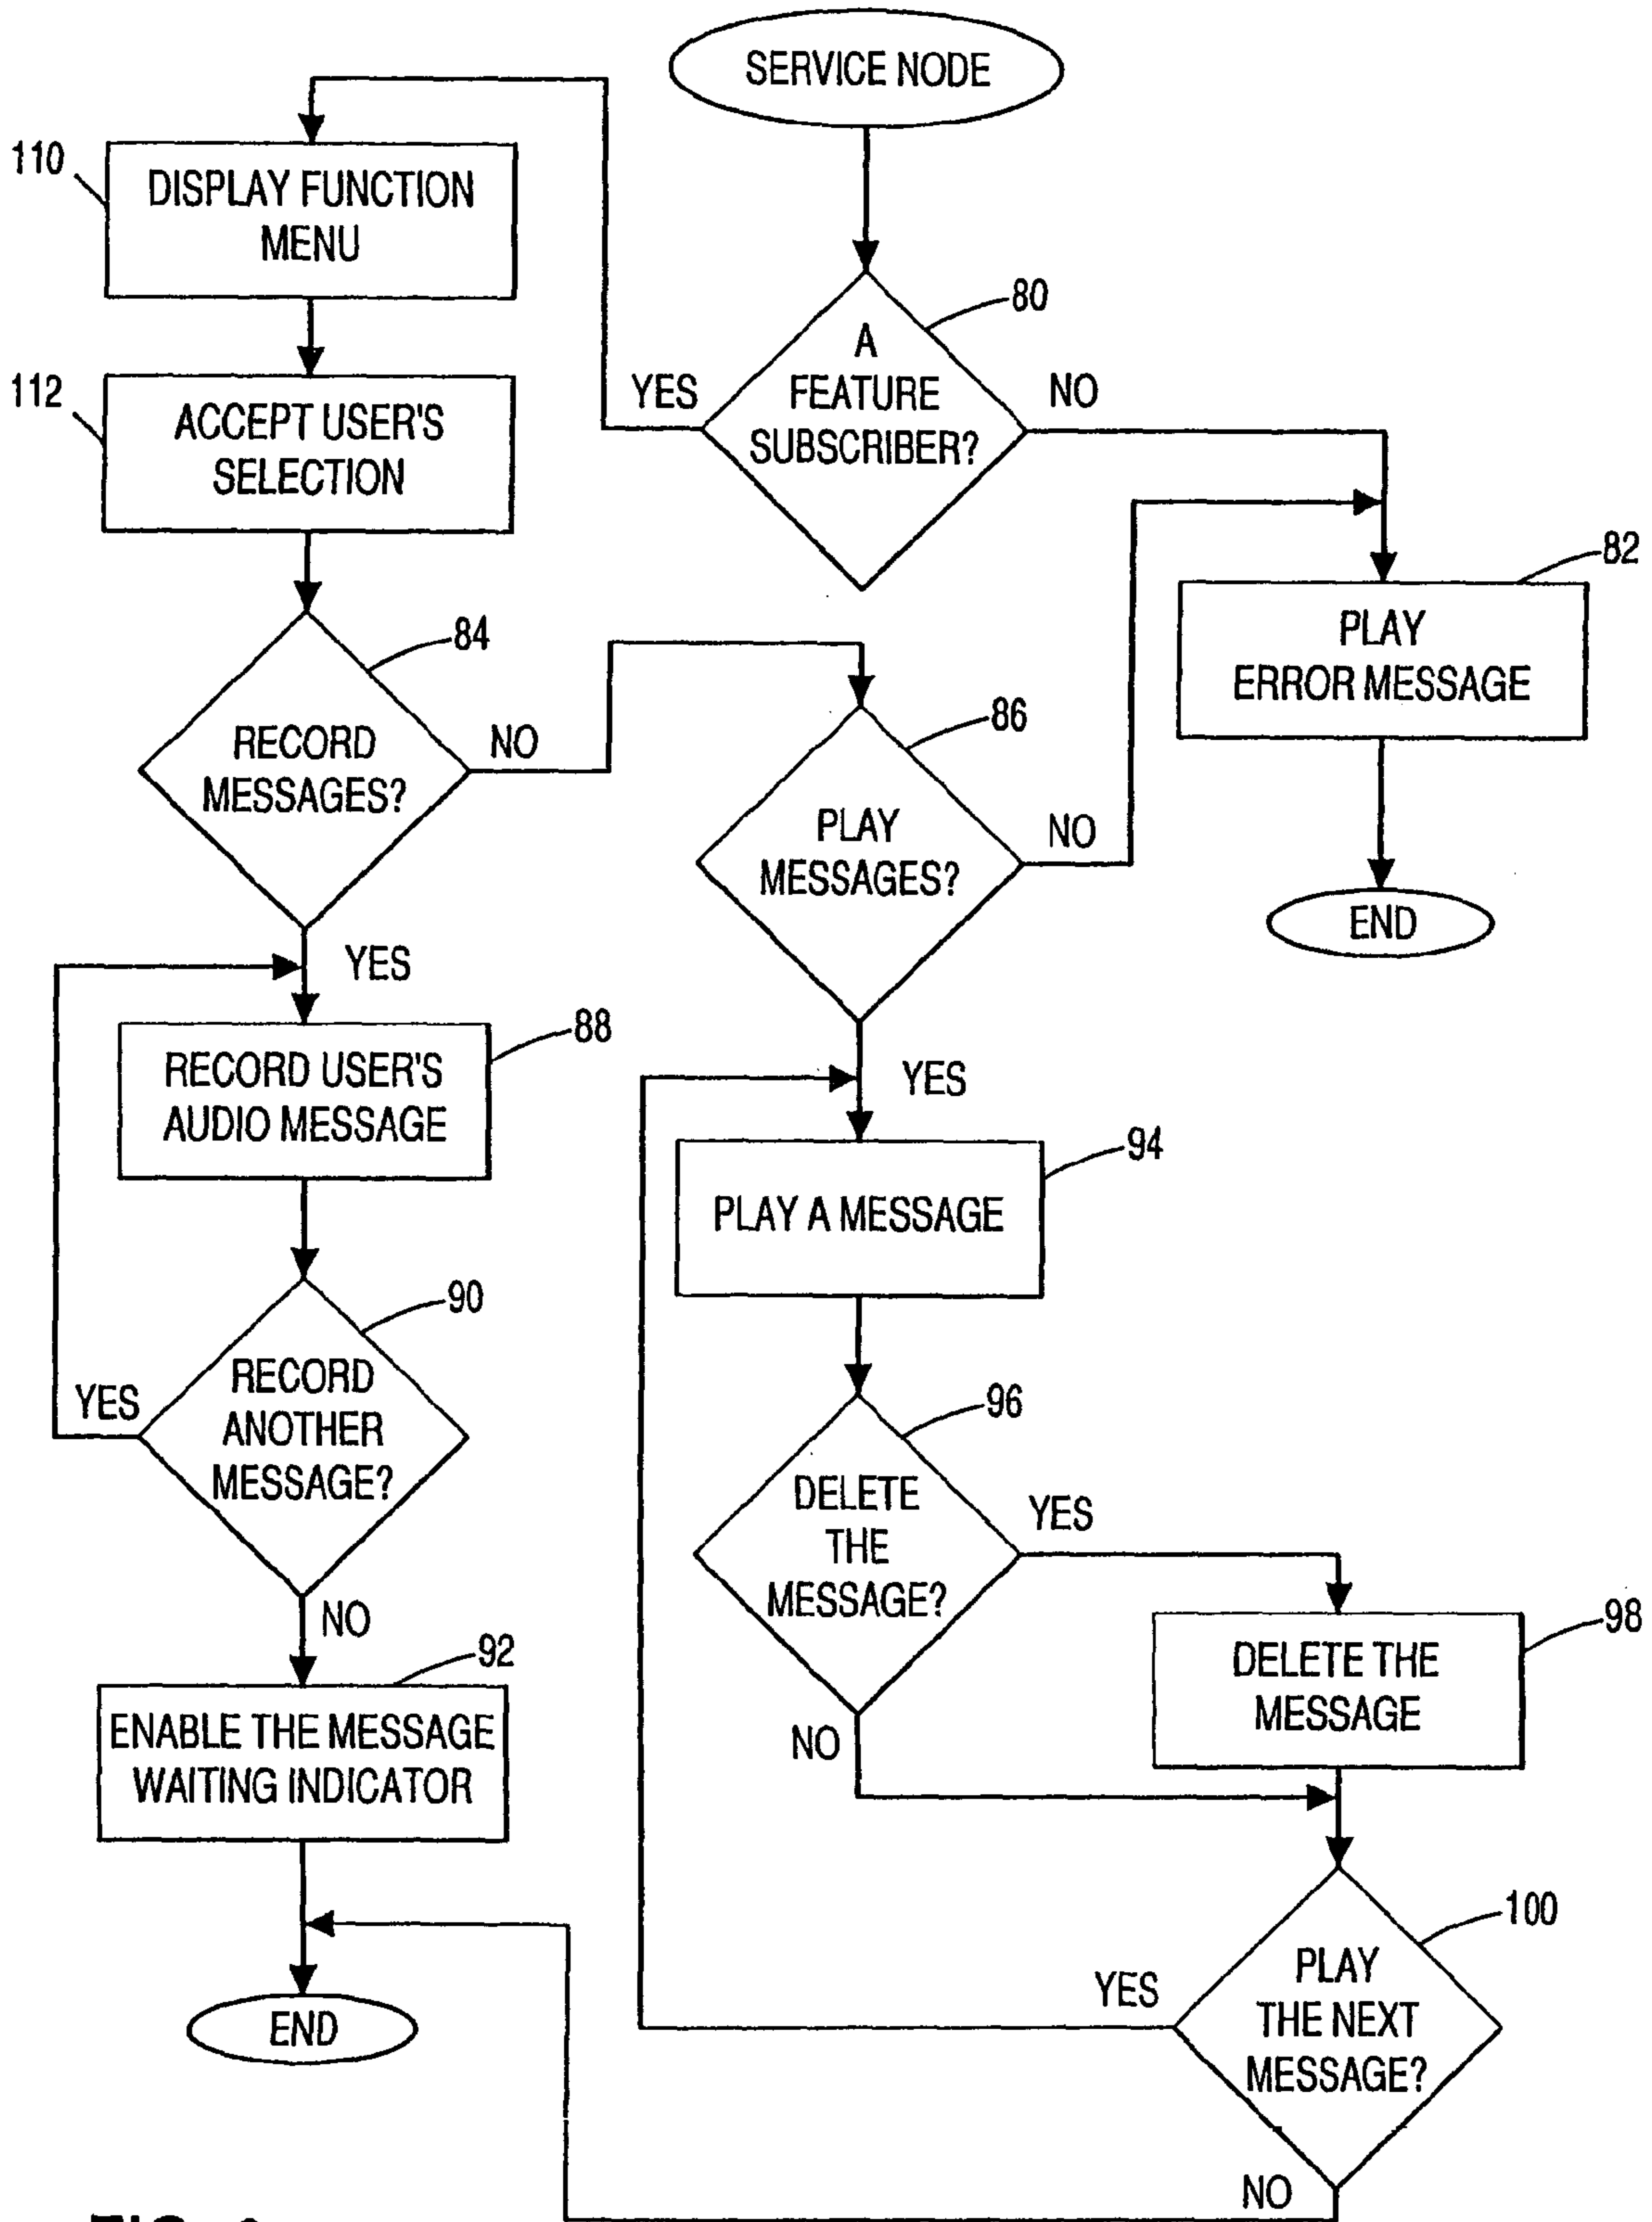 SERVICE NODE
110
DISPLAY FUNCTION
MENU
80
A
FEATURE
SUBSCRIBER?
YES
NO
112
ACCEPT USER'S
SELECTION
82
PLAY
ERROR MESSAGE
84
RECORD
MESSAGES?
NO
86
PLAY
MESSAGES?
NO
END
YES
88
RECORD USER'S
AUDIO MESSAGE
YES
94
PLAY A MESSAGE
90
RECORD
ANOTHER
MESSAGE?
YES
NO
96
DELETE
THE
MESSAGE?
YES
NO
98
DELETE THE
MESSAGE
92
ENABLE THE MESSAGE
WAITING INDICATOR
END
100
PLAY
THE NEXT
MESSAGE?
YES
NO